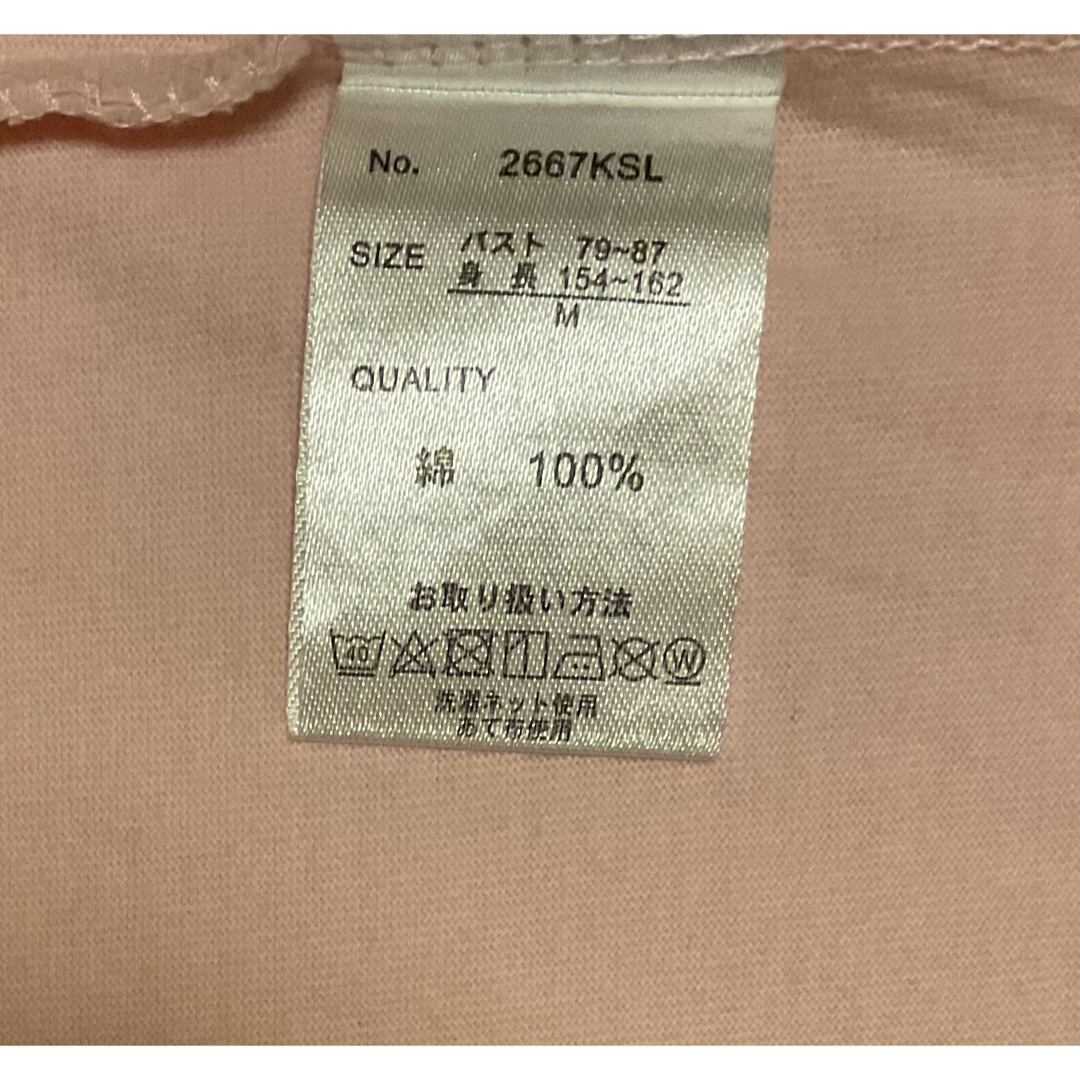 No. 2667KSL
SIZE バスト 79~87
身長 154~162
M
QUALITY
綿 100%
お取り扱い方法
40 W
洗濯ネット使用
あて布使用